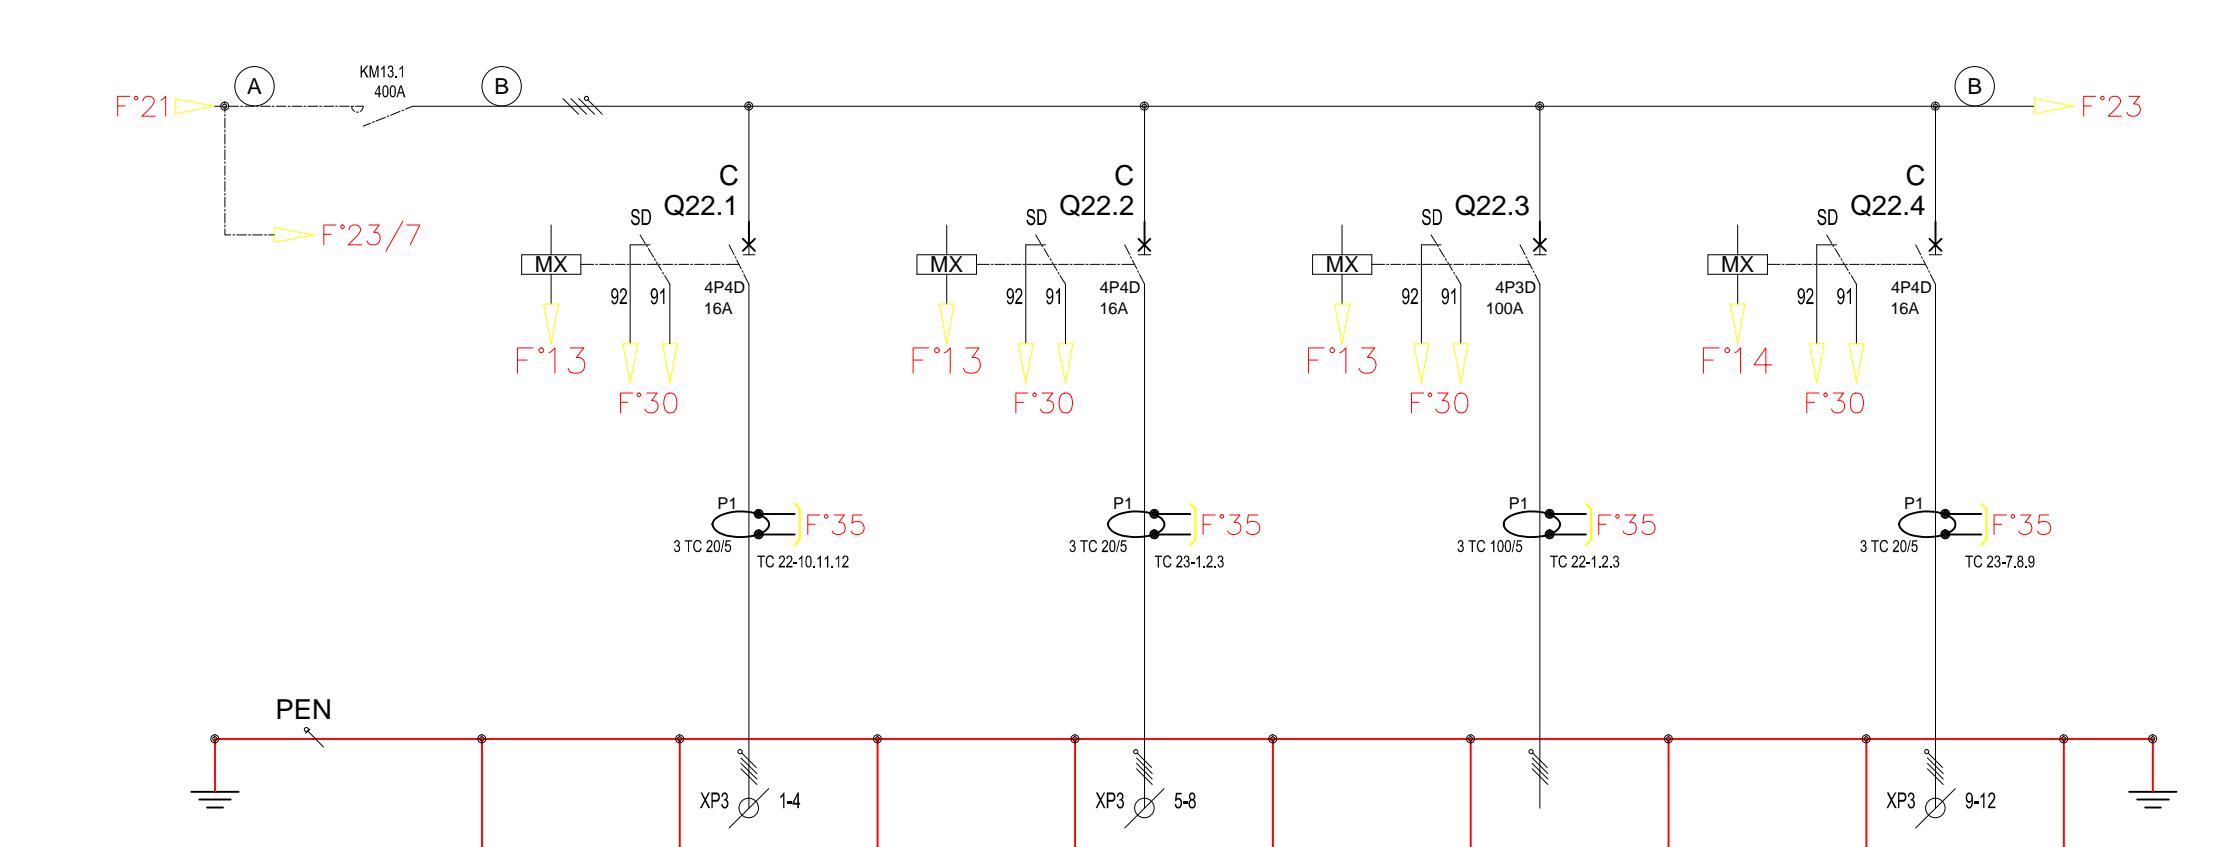 KM13.1
400A
A
B
B
F°21
F°23
F°23/7
C
Q22.1
SD
MX
92
91
4P4D
16A
F°13
F°30
C
Q22.2
SD
MX
92
91
4P4D
16A
F°13
F°30
Q22.3
SD
MX
92
91
4P3D
100A
F°13
F°30
C
Q22.4
SD
MX
92
91
4P4D
16A
F°14
F°30
P1
F°35
3 TC 20/5
TC 22-10.11.12
P1
F°35
3 TC 20/5
TC 23-1.2.3
P1
F°35
3 TC 100/5
TC 22-1.2.3
P1
F°35
3 TC 20/5
TC 23-7.8.9
PEN
XP3
1-4
XP3
5-8
XP3
9-12